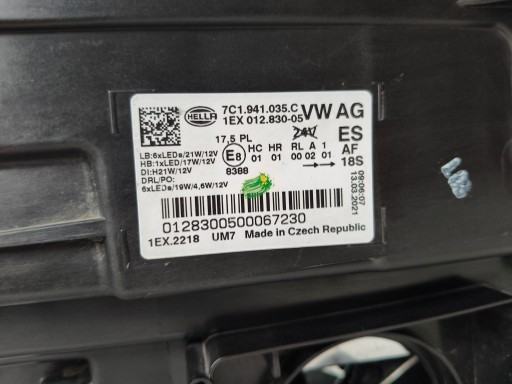 HELLA
7C1.941.035.C
1EX 012.830-05
VW AG
24V
ES
17,5 PL
LB:6xLEDs/21W/12V
HB:1xLED/17W/12V
DI:H21W/12V
DRL/PO:
6xLEDs/19W/4,6W/12V
E8
8388
HC HR RL A 1
01 01 00 02 01
AF
18S
09:06:07
13.03.2021
0128300500067230
1EX.2218 UM7 Made in Czech Republic